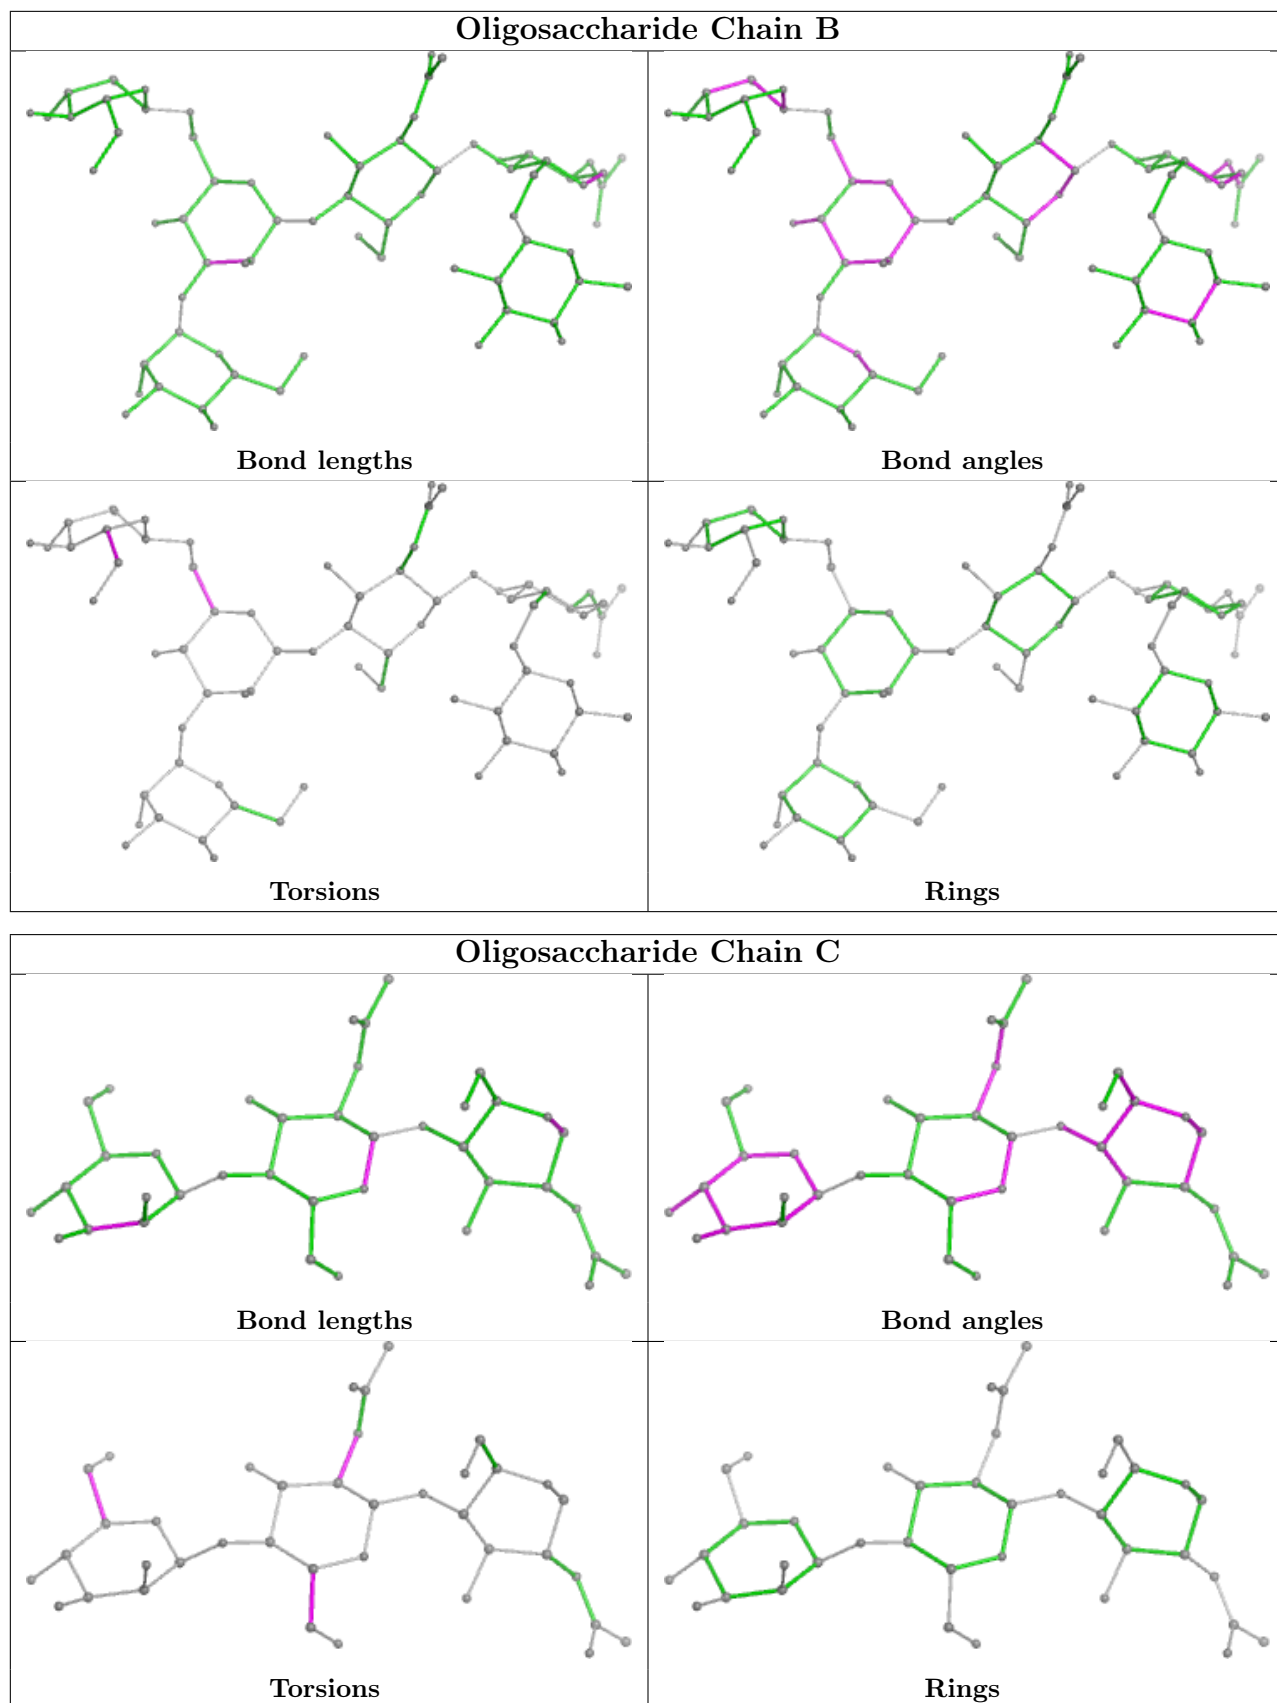 Oligosaccharide Chain B
Bond lengths
Bond angles
Torsions
Rings
Oligosaccharide Chain C
Bond lengths
Bond angles
Torsions
Rings